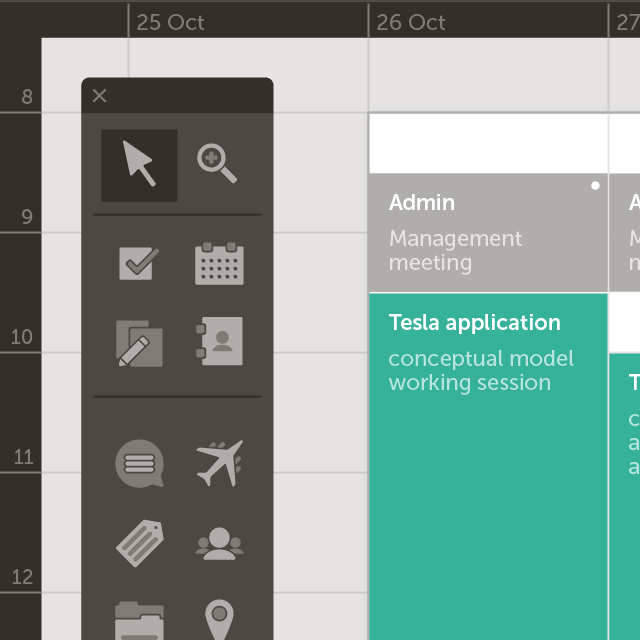 25 Oct
26 Oct
27
8
9
10
11
12
Admin
Management
meeting
A
M
n
Tesla application
conceptual model
working session
T
c
a
a